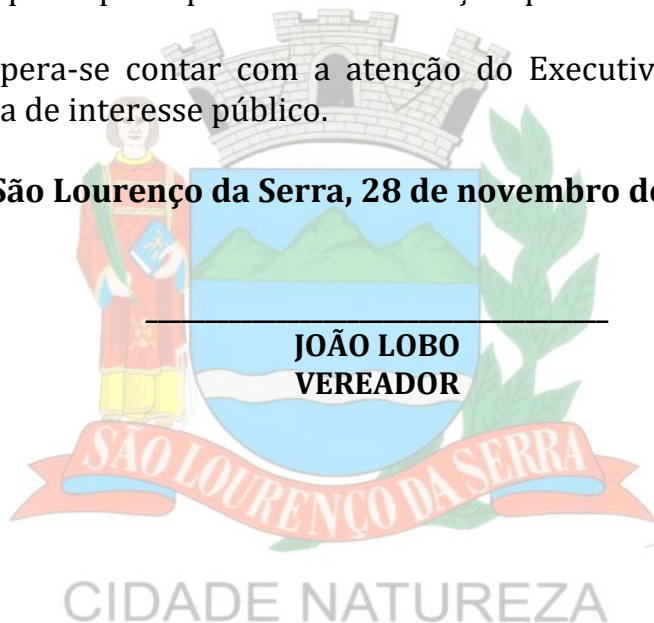 pera-se contar com a atenção do Executiv
a de interesse público.
São Lourenço da Serra, 28 de novembro de
JOÃO LOBO
VEREADOR
SÃO LOURENÇO DA SERRA
CIDADE NATUREZA